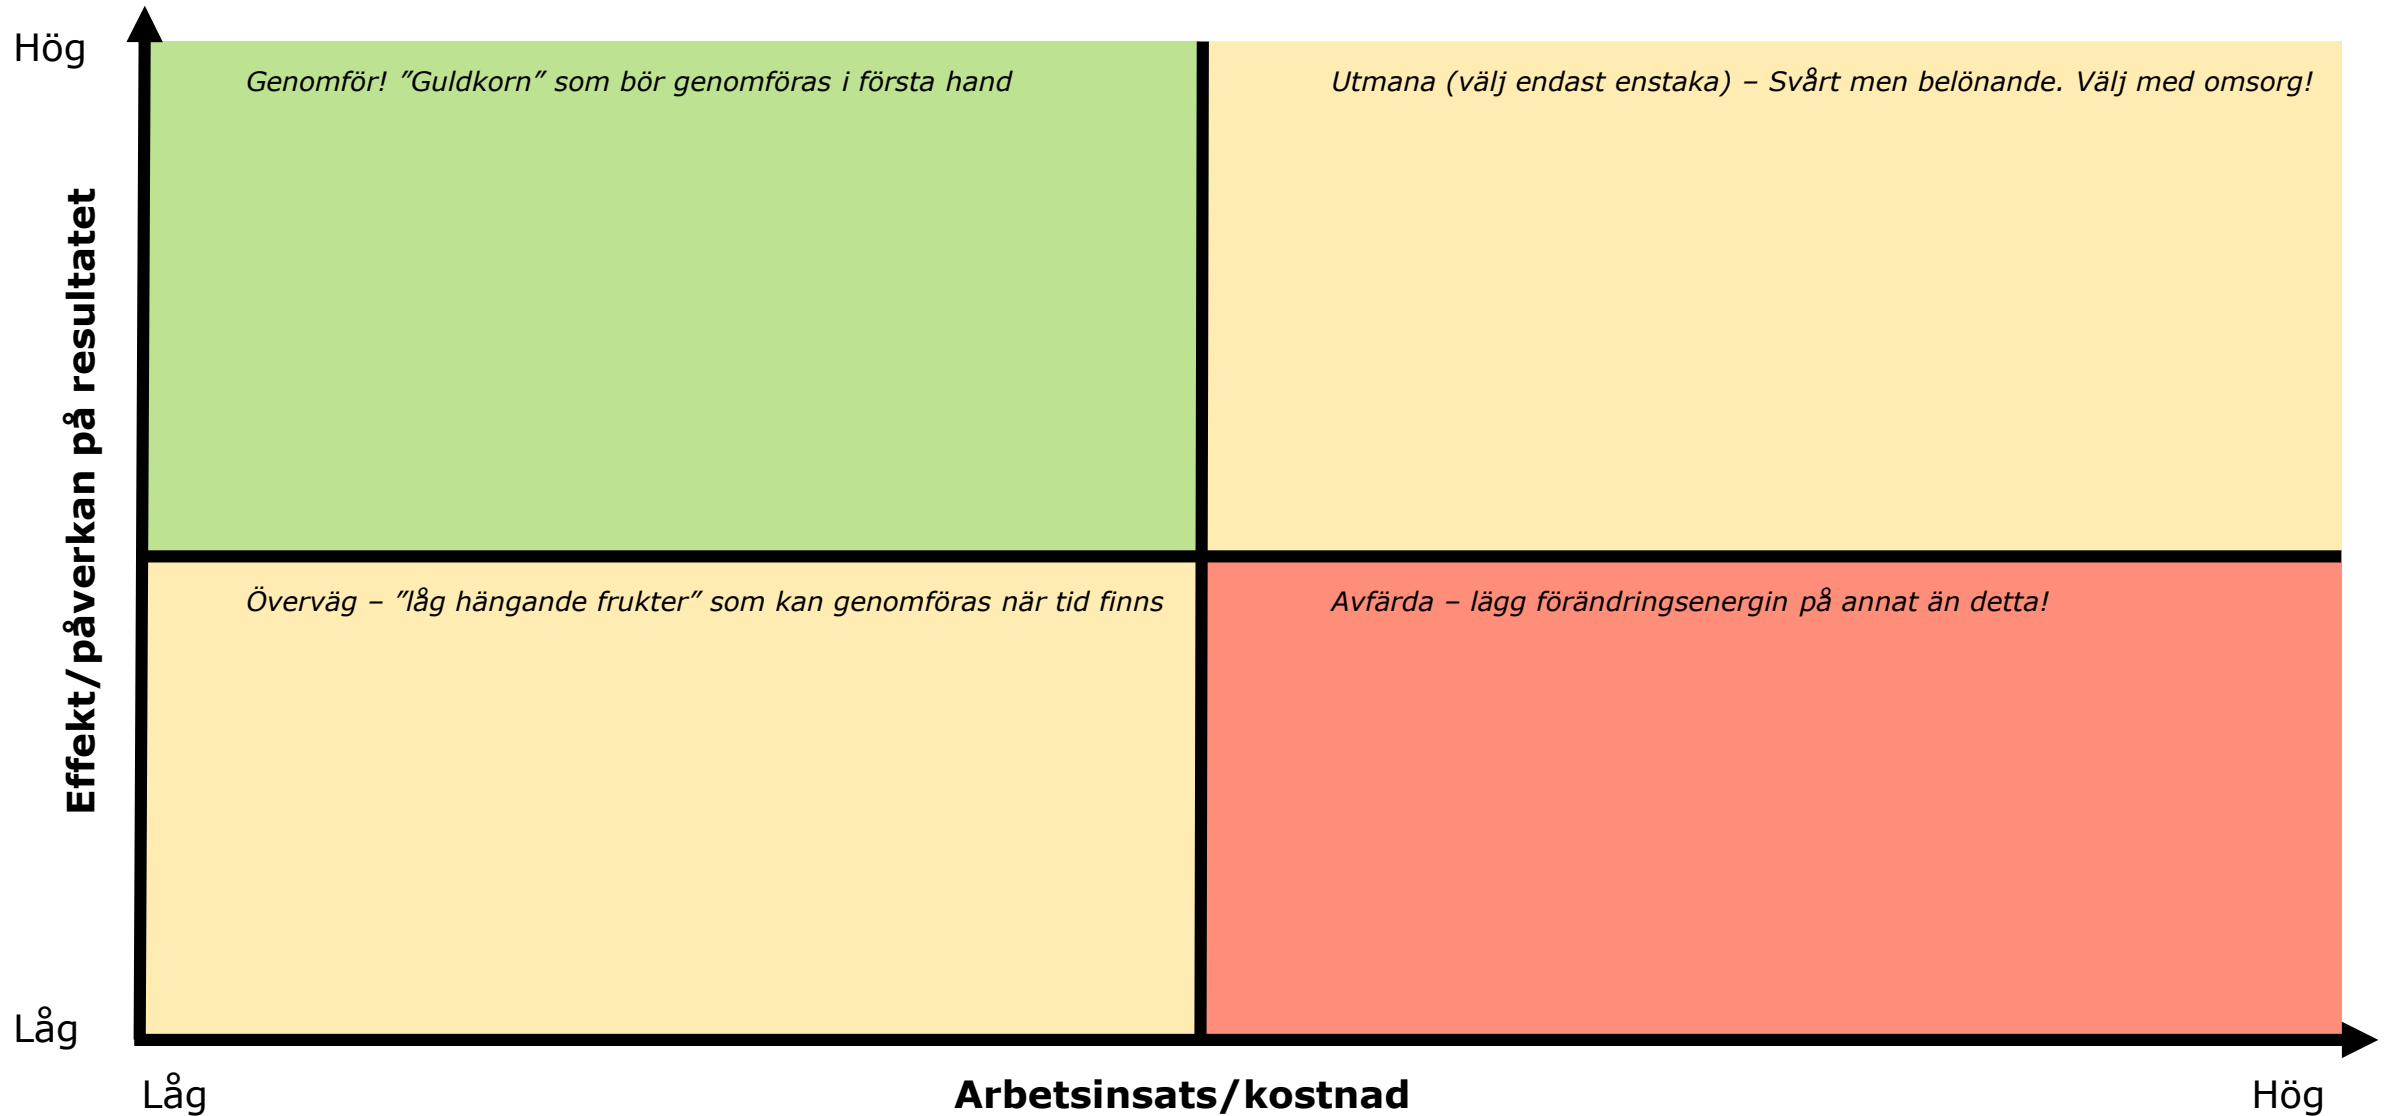 Hög
Genomför! ”Guldkorn” som bör genomföras i första hand
Utmana (välj endast enstaka) – Svårt men belönande. Välj med omsorg!
Effekt/påverkan på resultatet
Överväg – ”låg hängande frukter” som kan genomföras när tid finns
Avfärda – lägg förändringsenergin på annat än detta!
Låg
Låg
Arbetsinsats/kostnad
Hög